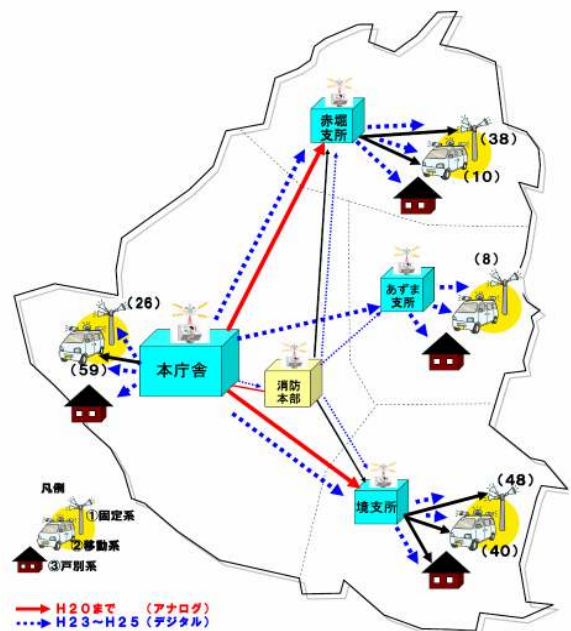 赤堀
支所
(38)
(10)
あずま
支所
(8)
(26)
(59)
本庁舎
消防
本部
境支所
(48)
(40)
凡例
①固定系
②移動系
③戸別系
H20まで (アナログ)
H23～H25(デジタル)